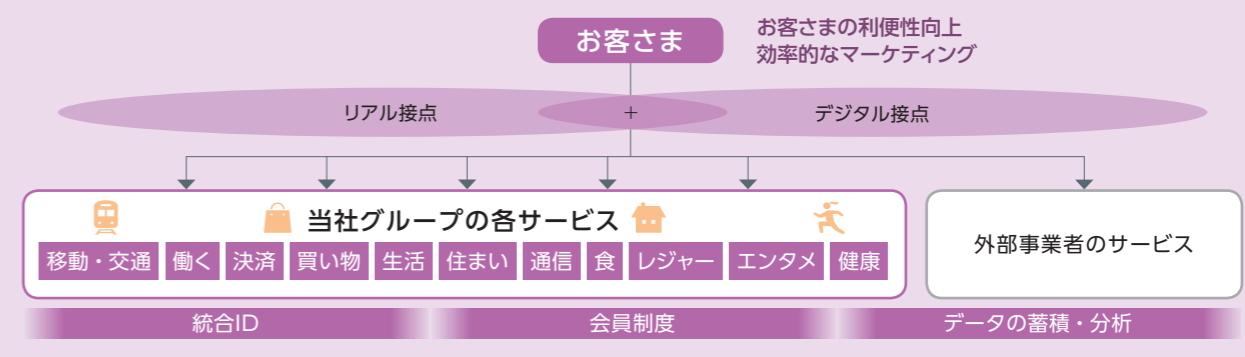 お客さま
お客さまの利便性向上
効率的なマーケティング
リアル接点
+
デジタル接点
当社グループの各サービス
移動・交通
働く
決済
買い物
生活
住まい
通信
食
レジャー
エンタメ
健康
外部事業者のサービス
統合ID
会員制度
データの蓄積・分析